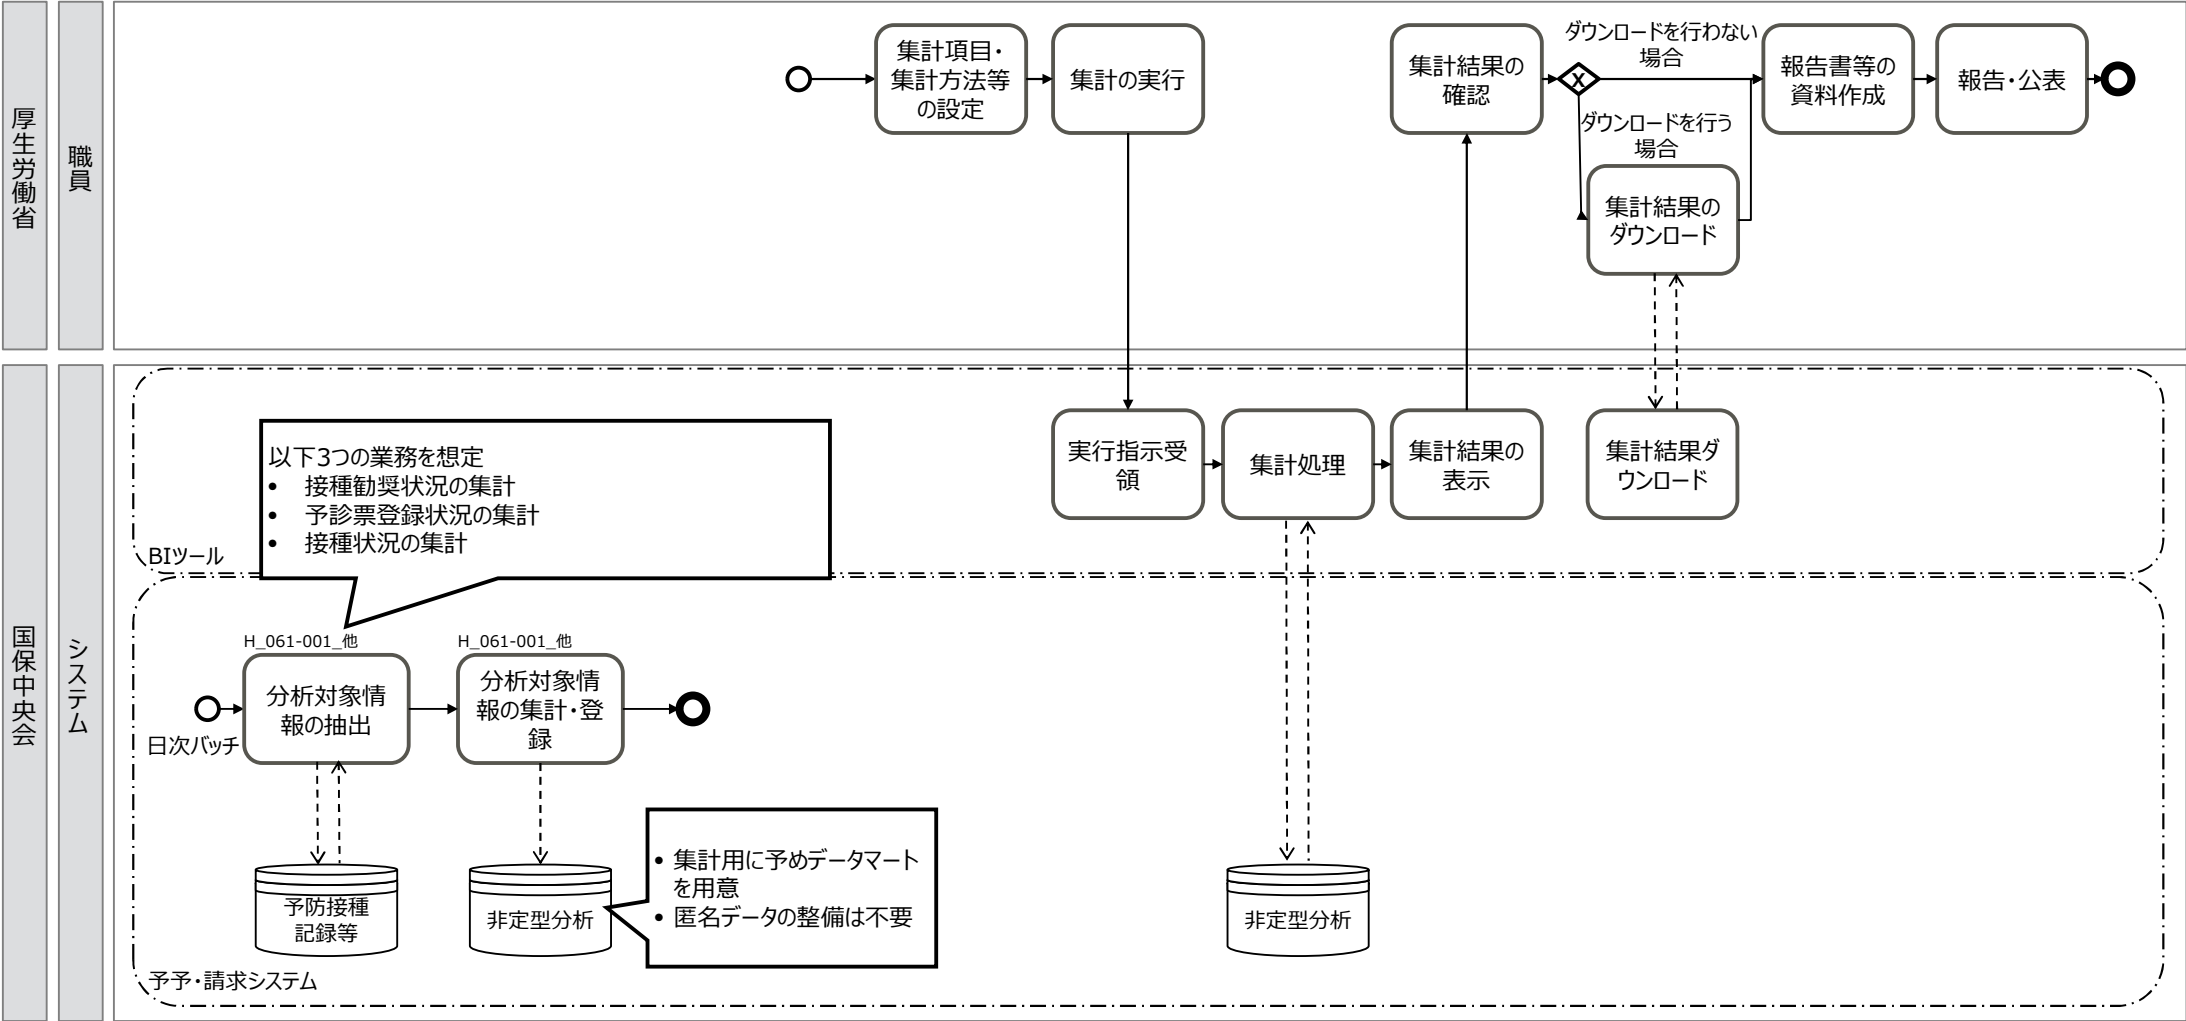 厚生労働省
職員
集計項目・
集計方法等
の設定
集計の実行
集計結果の
確認
ダウンロードを行わない
場合
X
ダウンロードを行う
場合
集計結果の
ダウンロード
報告書等の
資料作成
報告・公表
国保中央会
システム
実行指示受
領
集計処理
集計結果の
表示
集計結果ダ
ウンロード
以下3つの業務を想定
• 接種勧奨状況の集計
• 予診票登録状況の集計
• 接種状況の集計
BIツール
H_061-001_他
分析対象情
報の抽出
H_061-001_他
分析対象情
報の集計・登
録
日次バッチ
予防接種
記録等
非定型分析
• 集計用に予めデータマート
を用意
• 匿名データの整備は不要
非定型分析
予予・請求システム